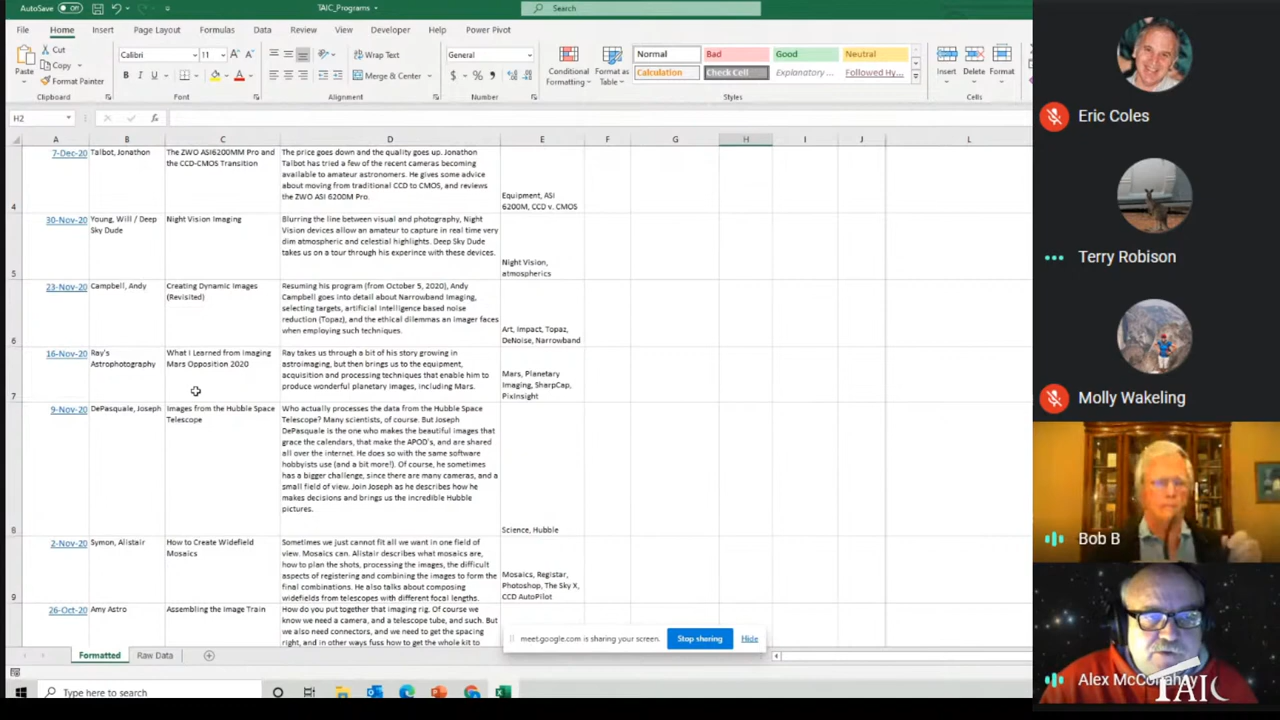 AutoSave Off TAIC_Programs Search
File Home Insert Page Layout Formulas Data Review View Developer Help Power Pivot
Paste Cut Copy Format Painter Clipboard
Calibri 11 B I U Font
Wrap Text Merge & Center Alignment
General $ % Number
Conditional Formatting Format as Table
Normal Bad Good Neutral
Calculation Check Cell Explanatory ... Followed Hy...
Styles
Insert Delete Format
Cells
H2 fx
A B C D E F G H I J L
4 7-Dec-20 Talbot, Jonathon
The ZWO ASI6200MM Pro and
the CCD-CMOS Transition
The price goes down and the quality goes up. Jonathon
Talbot has tried a few of the recent cameras becoming
available to amateur astronomers. He gives some advice
about moving from traditional CCD to CMOS, and reviews
the ZWO ASI 6200M Pro.
Equipment, ASI
6200M, CCD v. CMOS
5 30-Nov-20 Young, Will / Deep
Sky Dude
Night Vision Imaging
Blurring the line between visual and photography, Night
Vision devices allow an amateur to capture in real time very
dim atmospheric and celestial highlights. Deep Sky Dude
takes us on a tour through his experince with these devices.
Night Vision,
atmospherics
6 23-Nov-20 Campbell, Andy
Creating Dynamic Images
(Revisited)
Resuming his program (from October 5, 2020), Andy
Campbell goes into detail about Narrowband Imaging,
selecting targets, artificial intelligence based noise
reduction (Topaz), and the ethical dilemmas an imager faces
when employing such techniques.
Art, Impact, Topaz,
DeNoise, Narrowband
7 16-Nov-20 Ray's
Astrophotography
What I Learned from Imaging
Mars Opposition 2020
Ray takes us through a bit of his story growing in
astroimaging, but then brings us to the equipment,
acquisition and processing techniques that enable him to
produce wonderful planetary images, including Mars.
Mars, Planetary
Imaging, SharpCap,
PixInsight
8 9-Nov-20 DePasquale, Joseph
Images from the Hubble Space
Telescope
Who actually processes the data from the Hubble Space
Telescope? Many scientists, of course. But Joseph
DePasquale is the one who makes the beautiful images that
grace the calendars, that make the APOD's, and are shared
all over the internet. He does so with the same software
hobbyists use (and a bit more!). Of course, he sometimes
has a bigger challenge, since there are many cameras, and a
small field of view. Join Joseph as he describes how he
makes decisions and brings us the incredible Hubble
pictures.
Science, Hubble
9 2-Nov-20 Symon, Alistair
How to Create Widefield
Mosaics
Sometimes we just cannot fit all we want in one field of
view. Mosaics can. Alistair describes what mosaics are,
how to plan the shots, processing the images, the difficult
aspects of registering and combining the images to form the
final combinations. He also talks about composing
widefields from telescopes with different focal lengths.
Mosaics, Registar,
Photoshop, The Sky X,
CCD AutoPilot
26-Oct-20 Amy Astro
Assembling the Image Train
How do you put together that imaging rig. Of course
we know we need a camera, and a telescope tube, and such. But
we also need connectors, and we need to get the spacing
right, and in other ways fuss how to get the whole kit to
meet.google.com is sharing your screen. Stop sharing Hide
Formatted Raw Data
Type here to search
Eric Coles
Terry Robison
Molly Wakeling
Bob B
Alex McConahay
TAIC